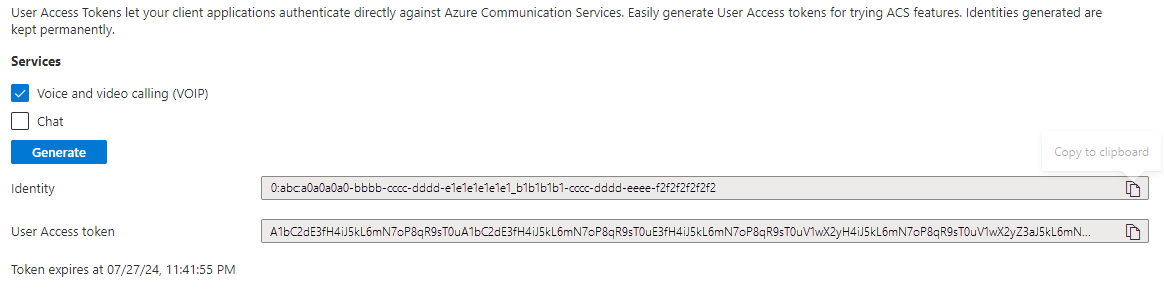 User Access Tokens let your client applications authenticate directly against Azure Communication Services. Easily generate User Access tokens for trying ACS features. Identities generated are
kept permanently.
Services
Voice and video calling (VOIP)
Chat
Generate
Copy to clipboard
Identity
0:abc:a0a0a0a0-bbbb-cccc-dddd-e1e1e1e1e1e1_b1b1b1b1-cccc-dddd-eeee-f2f2f2f2f2f2
User Access token
A1bC2dE3fH4iJ5kL6mN7oP8qR9sT0uA1bC2dE3fH4iJ5kL6mN7oP8qR9sT0uE3fH4iJ5kL6mN7oP8qR9sT0uV1wX2yH4iJ5kL6mN7oP8qR9sT0uV1wX2yZ3aJ5kL6mN...
Token expires at 07/27/24, 11:41:55 PM